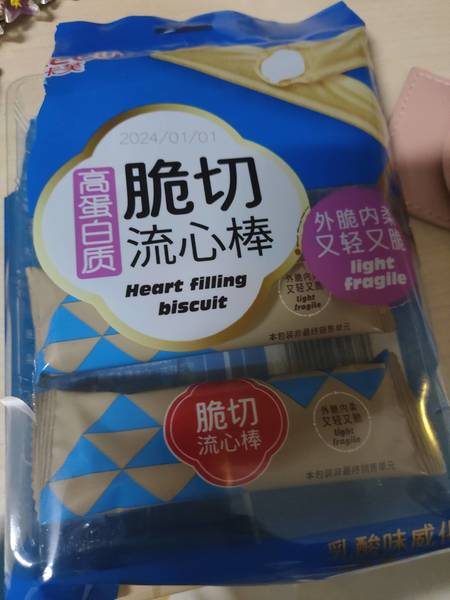 2024/01/01
高蛋白质
脆切
流心棒
Heart filling
biscuit
外脆内柔
又轻又脆
light
fragile
外脆内柔
又轻又脆
light
fragile
本包装非最终销售单元
脆切
流心棒
外脆内柔
又轻又脆
light
fragile
本包装非最终销售单元
乳酸味威化